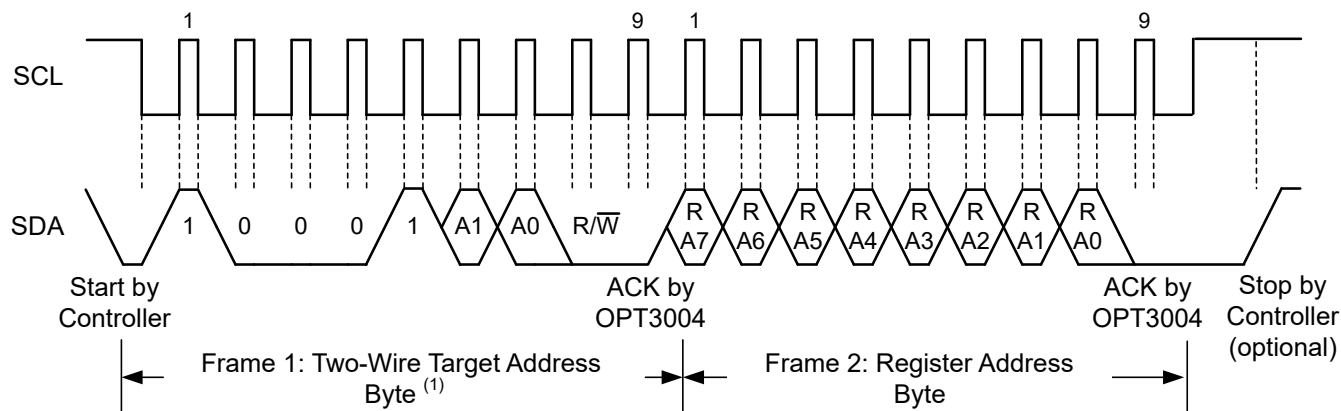 1 9 1 9
SCL
SDA 1 0 0 0 1 A1 A0 R/W̅ R A7 R A6 R A5 R A4 R A3 R A2 R A1 R A0
Start by
Controller
ACK by
OPT3004
ACK by
OPT3004
Stop by
Controller
(optional)
Frame 1: Two-Wire Target Address
Byte (1)
Frame 2: Register Address
Byte